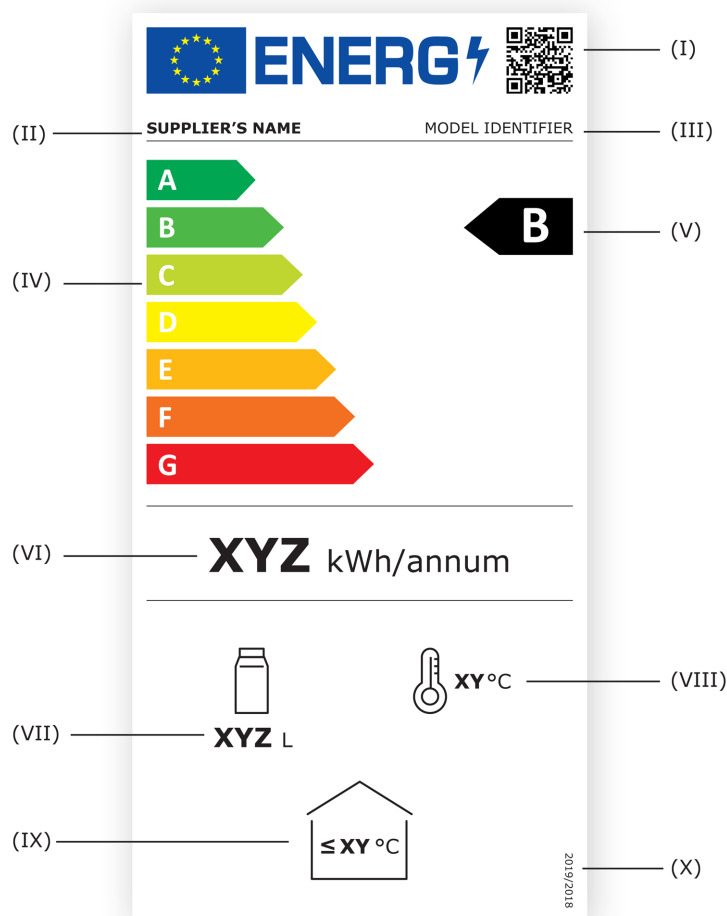 ENERG
(I)
(II)
SUPPLIER'S NAME
MODEL IDENTIFIER
(III)
A
B
B
(V)
(IV)
C
D
E
F
G
(VI)
XYZ kWh/annum
XY °C
(VIII)
(VII)
XYZ L
(IX)
≤ XY °C
2019/2018
(X)